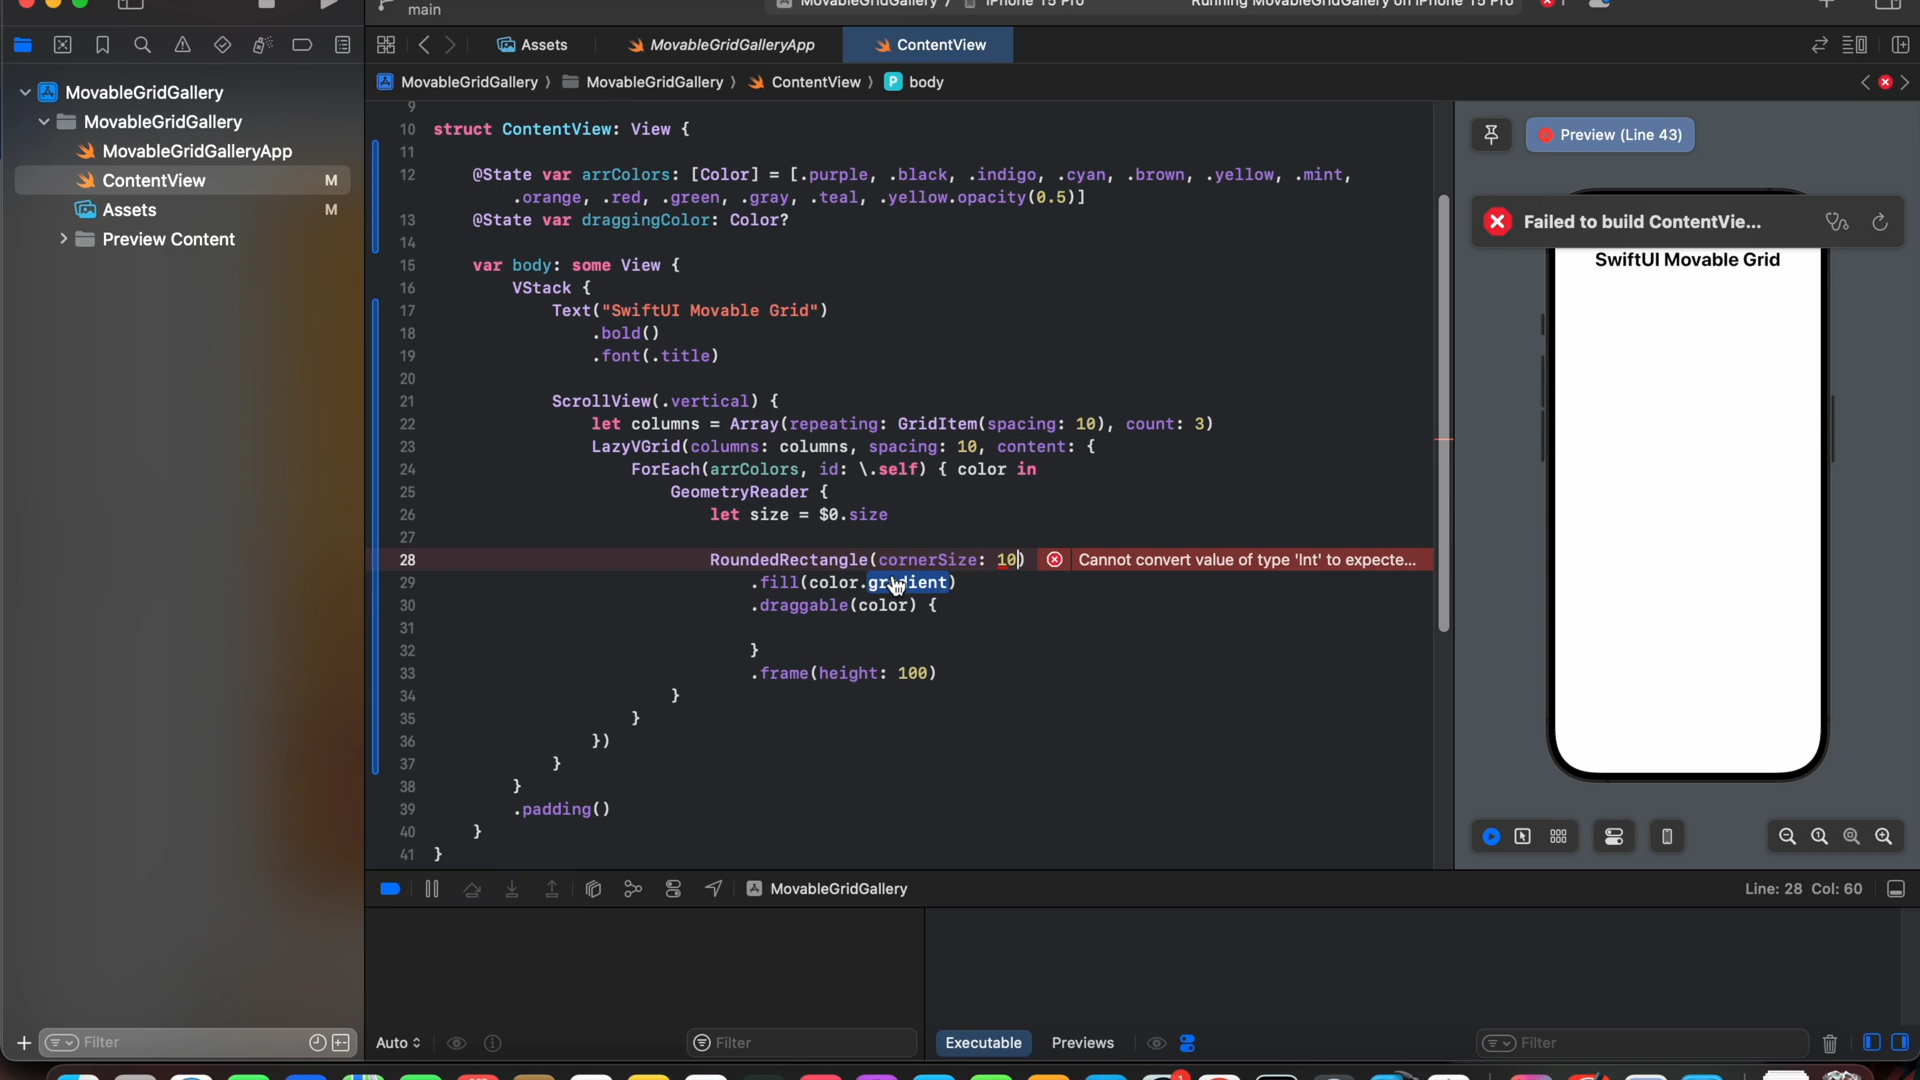 main
MovableGridGallery / iPhone 15 Pro
Running MovableGridGallery on iPhone 15 Pro
1
Assets
MovableGridGalleryApp
ContentView
MovableGridGallery
MovableGridGallery
MovableGridGalleryApp
ContentView M
Assets M
Preview Content
MovableGridGallery ⟩ MovableGridGallery ⟩ ContentView ⟩ P body
9
10 struct ContentView: View {
11
12 @State var arrColors: [Color] = [.purple, .black, .indigo, .cyan, .brown, .yellow, .mint,
.orange, .red, .green, .gray, .teal, .yellow.opacity(0.5)]
13 @State var draggingColor: Color?
14
15 var body: some View {
16 VStack {
17 Text("SwiftUI Movable Grid")
18 .bold()
19 .font(.title)
20
21 ScrollView(.vertical) {
22 let columns = Array(repeating: GridItem(spacing: 10), count: 3)
23 LazyVGrid(columns: columns, spacing: 10, content: {
24 ForEach(arrColors, id: \.self) { color in
25 GeometryReader {
26 let size = $0.size
27
28 RoundedRectangle(cornerSize: 10) Cannot convert value of type 'Int' to expecte...
29 .fill(color.gradient)
30 .draggable(color) {
31
32 }
33 .frame(height: 100)
34 }
35 }
36 })
37 }
38 }
39 .padding()
40 }
41 }
Preview (Line 43)
Failed to build ContentVie...
SwiftUI Movable Grid
MovableGridGallery
Line: 28 Col: 60
Filter
Auto
Filter
Executable
Previews
Filter
1